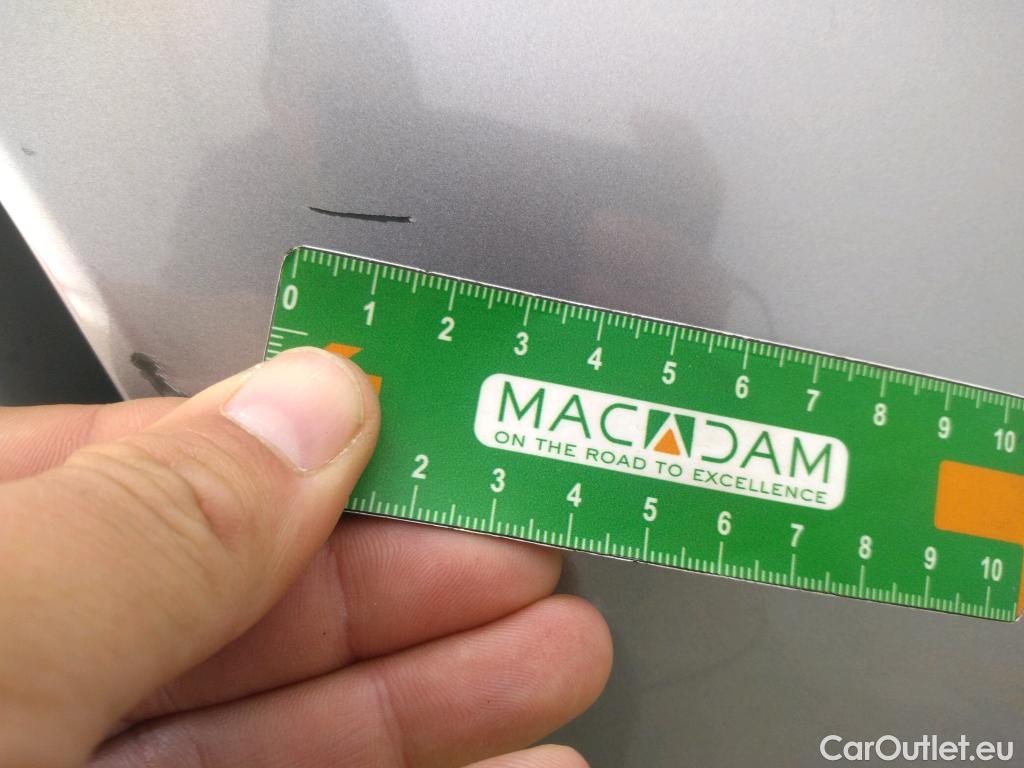 0 1 2 3 4 5 6 7 8 9 10
MACADAM
ON THE ROAD TO EXCELLENCE
2 3 4 5 6 7 8 9 10
CarOutlet.eu